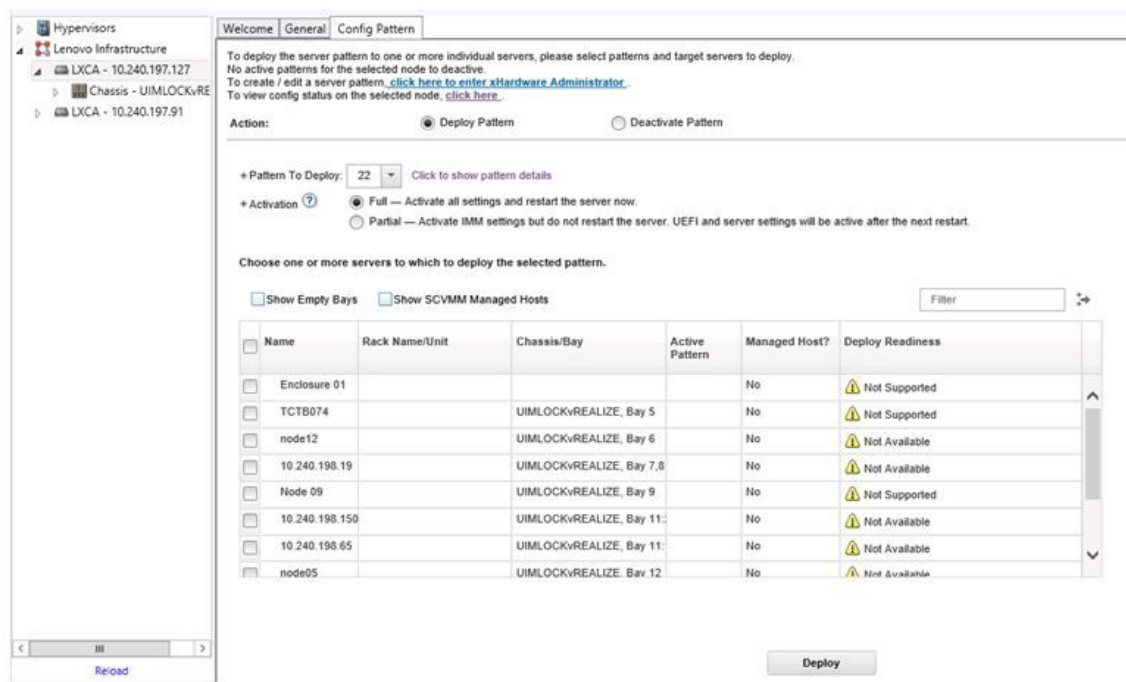 Hypervisors
Lenovo Infrastructure
LXCA - 10.240.197.127
Chassis - UIMLOCKvRE
LXCA - 10.240.197.91
Reload
Welcome General Config Pattern
To deploy the server pattern to one or more individual servers, please select patterns and target servers to deploy.
No active patterns for the selected node to deactive.
To create / edit a server pattern, click here to enter xHardware Administrator .
To view config status on the selected node, click here .
Action: Deploy Pattern Deactivate Pattern
+ Pattern To Deploy: 22 Click to show pattern details
+ Activation ? Full — Activate all settings and restart the server now.
Partial — Activate IMM settings but do not restart the server. UEFI and server settings will be active after the next restart.
Choose one or more servers to which to deploy the selected pattern.
Show Empty Bays Show SCVMM Managed Hosts Filter
Name Rack Name/Unit Chassis/Bay Active Pattern Managed Host? Deploy Readiness
Enclosure 01 No Not Supported
TCTB074 UIMLOCKvREALIZE, Bay 5 No Not Supported
node12 UIMLOCKvREALIZE, Bay 6 No Not Available
10.240.198.19 UIMLOCKvREALIZE, Bay 7,8 No Not Available
Node 09 UIMLOCKvREALIZE, Bay 9 No Not Supported
10.240.198.150 UIMLOCKvREALIZE, Bay 11: No Not Available
10.240.198.65 UIMLOCKvREALIZE, Bay 11: No Not Available
node05 UIMLOCKvREALIZE, Bay 12 No Not Available
Deploy